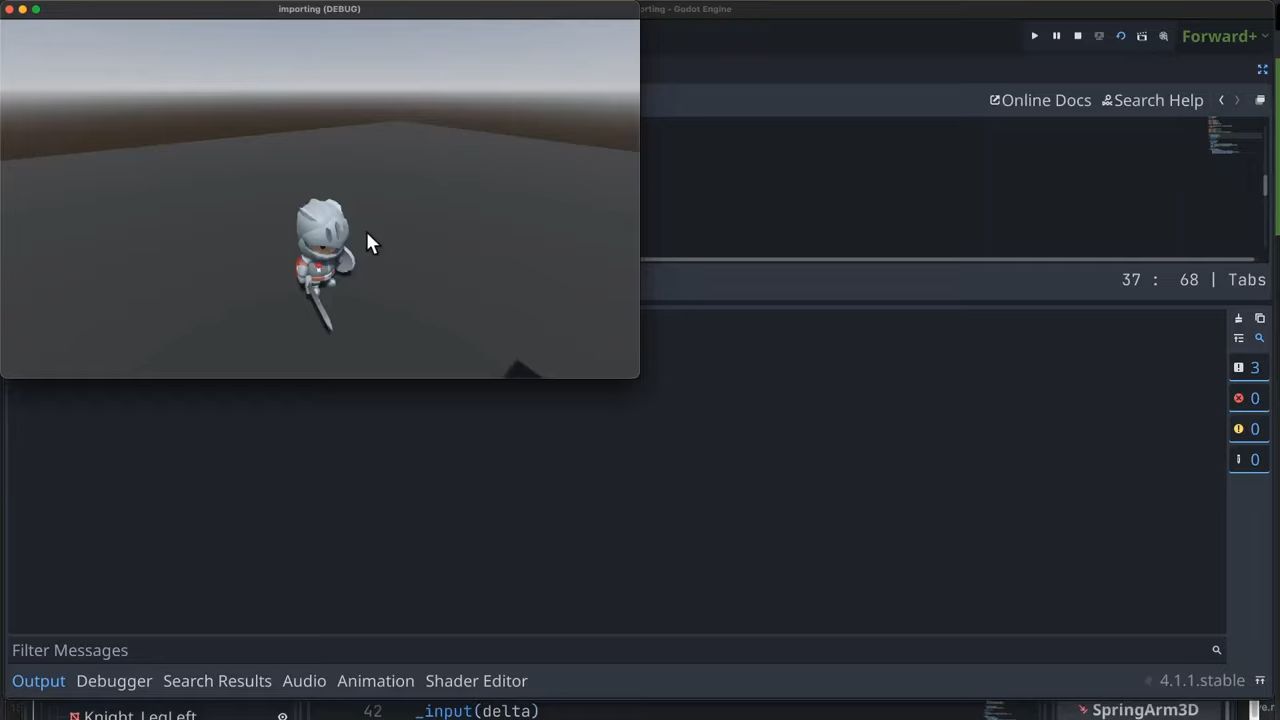 importing (DEBUG)
orting - Godot Engine
Forward+
Online Docs
Search Help
37 : 68 | Tabs
3
0
0
0
Filter Messages
Output
Debugger
Search Results
Audio
Animation
Shader Editor
4.1.1.stable
Knight_LegLeft
42
_input(delta)
SpringArm3D